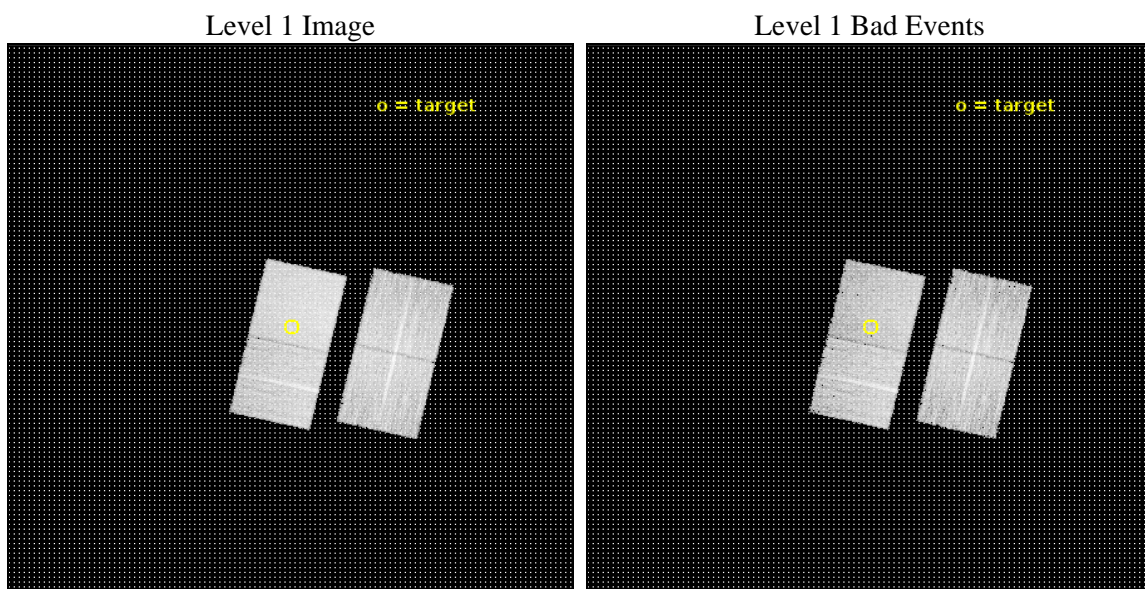 Level 1 Image
Level 1 Bad Events
o = target
o = target